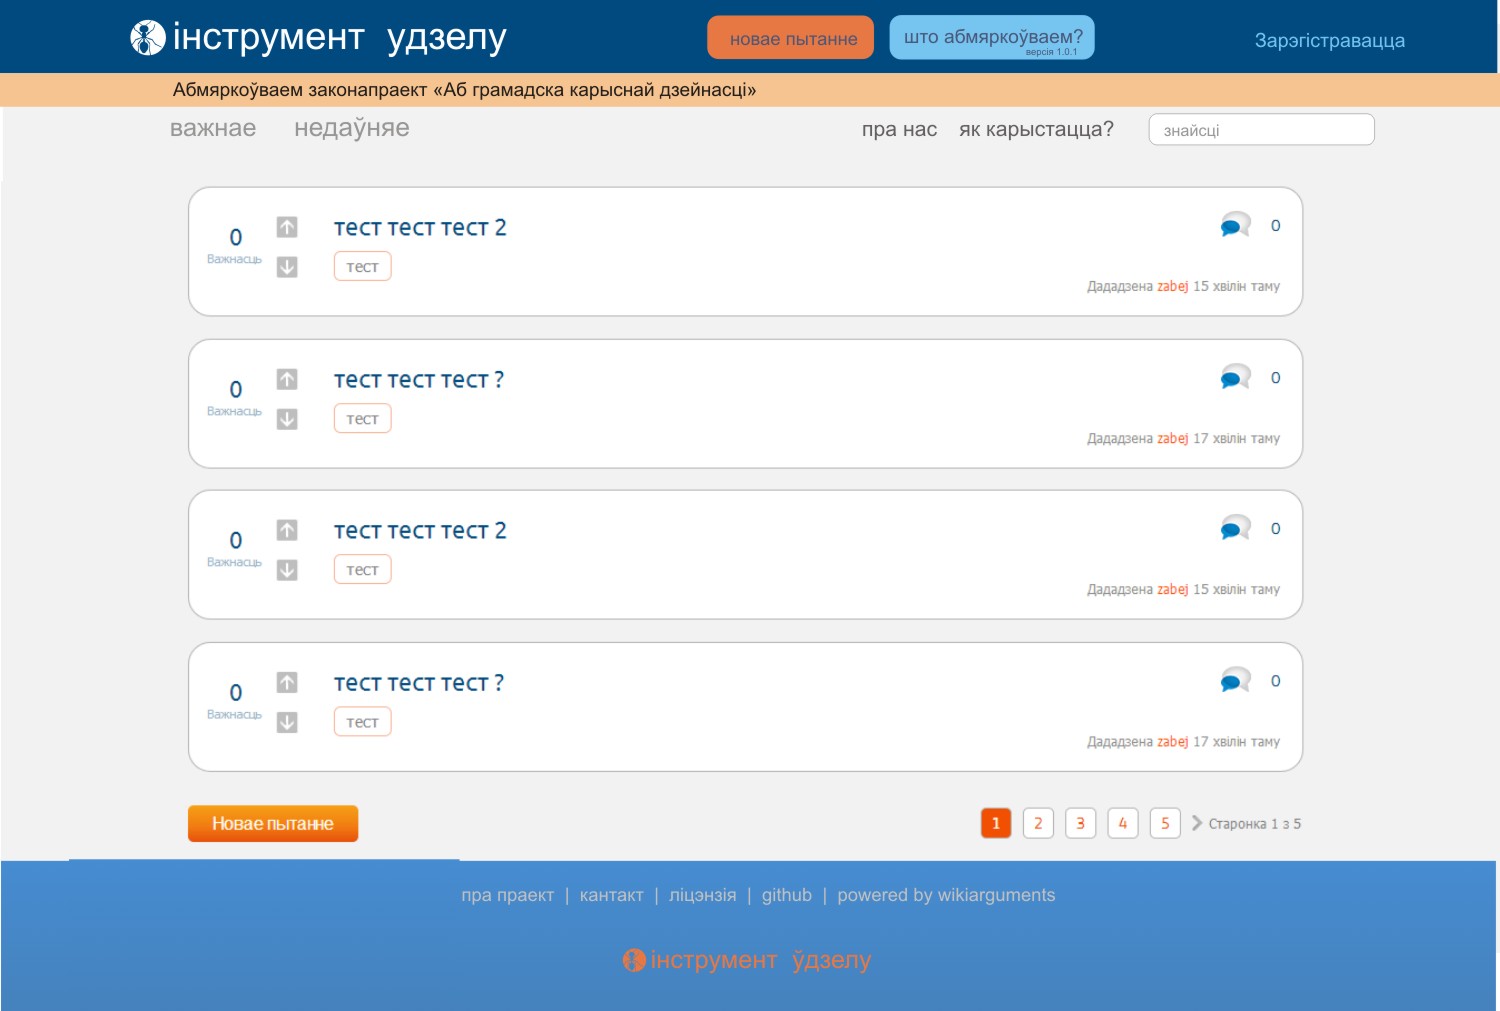 інструмент удзелу
новае пытанне
што абмяркоўваем?
версія 1.0.1
Зарэгістравацца
Абмяркоўваем законапраект «Аб грамадска карыснай дзейнасці»
важнае недаўняе
пра нас як карыстацца?
знайсці
0
Важнасць
тест тест тест 2
тест
0
Дададзена zabej 15 хвілін таму
0
Важнасць
тест тест тест ?
тест
0
Дададзена zabej 17 хвілін таму
0
Важнасць
тест тест тест 2
тест
0
Дададзена zabej 15 хвілін таму
0
Важнасць
тест тест тест ?
тест
0
Дададзена zabej 17 хвілін таму
Новае пытанне
1 2 3 4 5 Старонка 1 з 5
пра праект | кантакт | ліцэнзія | github | powered by wikiarguments
інструмент ўдзелу